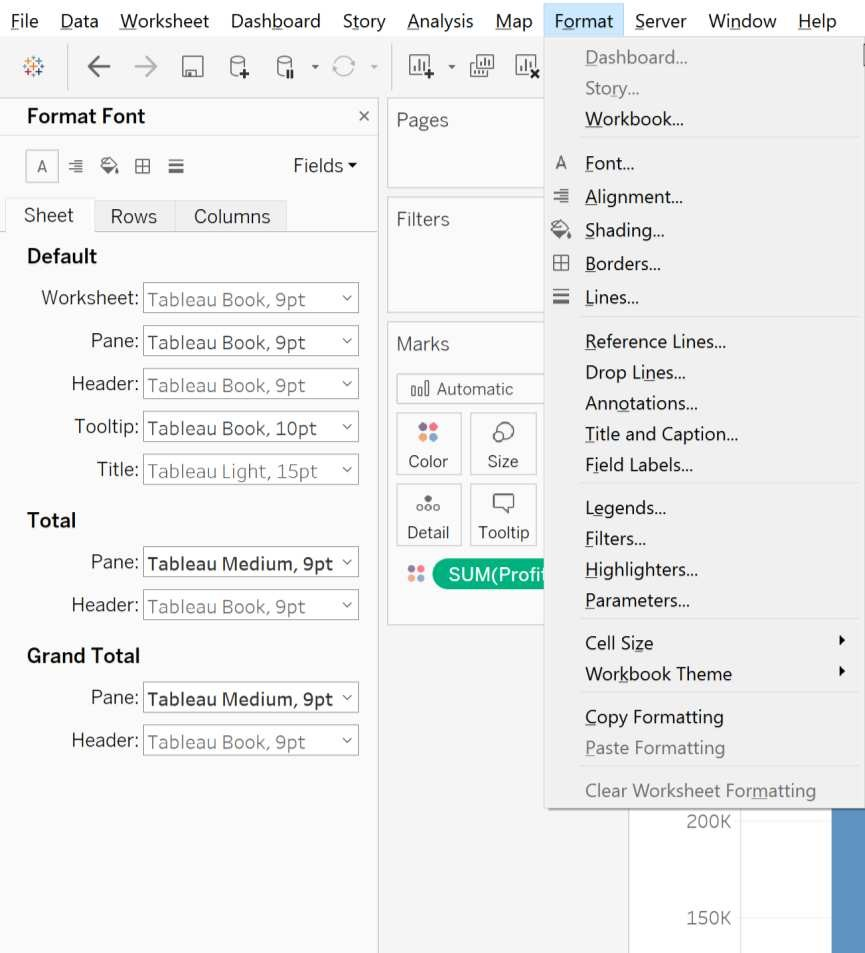 File Data Worksheet Dashboard Story Analysis Map Format Server Window Help
Format Font
Fields
Sheet Rows Columns
Default
Worksheet: Tableau Book, 9pt
Pane: Tableau Book, 9pt
Header: Tableau Book, 9pt
Tooltip: Tableau Book, 10pt
Title: Tableau Light, 15pt
Total
Pane: Tableau Medium, 9pt
Header: Tableau Book, 9pt
Grand Total
Pane: Tableau Medium, 9pt
Header: Tableau Book, 9pt
Pages
Filters
Marks
Automatic
Color Size
Detail Tooltip
SUM(Profit
Dashboard...
Story...
Workbook...
A Font...
Alignment...
Shading...
Borders...
Lines...
Reference Lines...
Drop Lines...
Annotations...
Title and Caption...
Field Labels...
Legends...
Filters...
Highlighters...
Parameters...
Cell Size
Workbook Theme
Copy Formatting
Paste Formatting
Clear Worksheet Formatting
200K
150K